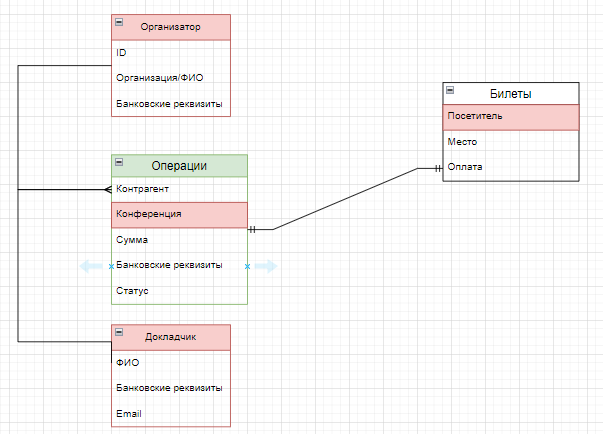 Организатор
ID
Организация/ФИО
Банковские реквизиты
Билеты
Посетитель
Место
Оплата
Операции
Контрагент
Конференция
Сумма
Банковские реквизиты
Статус
Докладчик
ФИО
Банковские реквизиты
Email